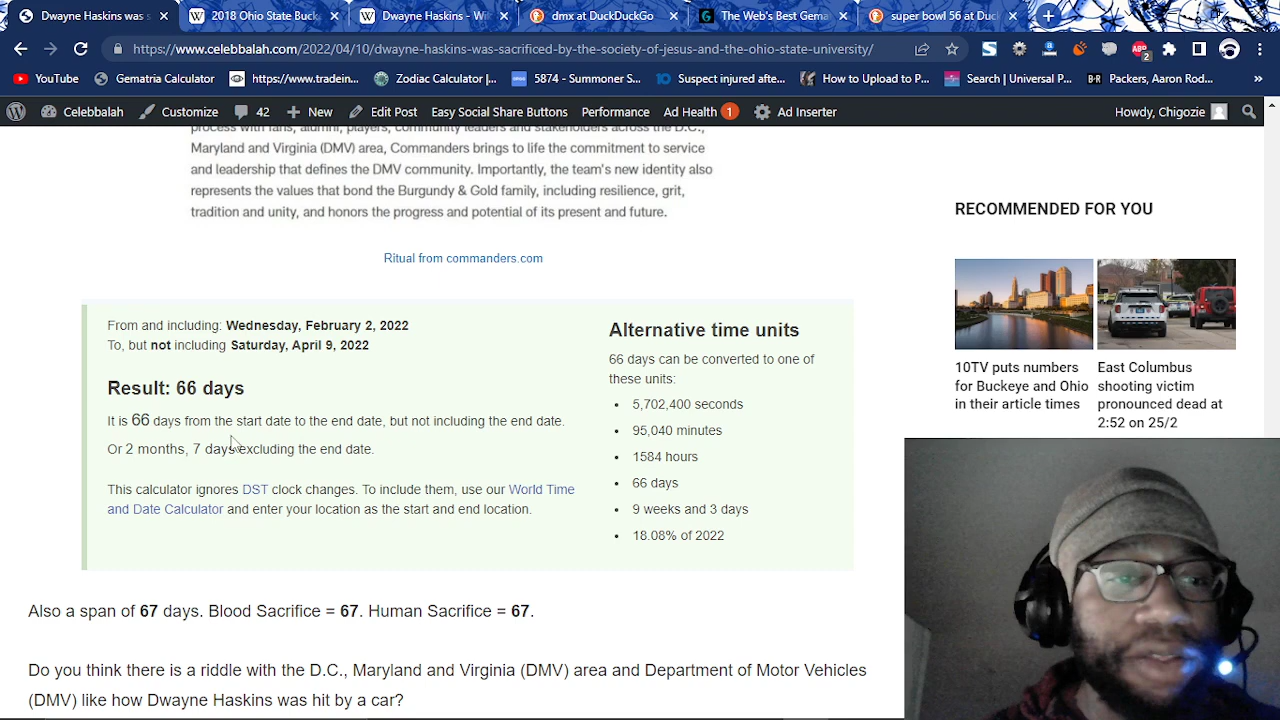 Dwayne Haskins was s
2018 Ohio State Buck
Dwayne Haskins - Wi
dmx at DuckDuckGo
The Web's Best Gema
super bowl 56 at Duc
https://www.celebbalah.com/2022/04/10/dwayne-haskins-was-sacrificed-by-the-society-of-jesus-and-the-ohio-state-university/
ABP
2
YouTube
Gematria Calculator
https://www.tradein...
Zodiac Calculator |...
5874 - Summoner S...
Suspect injured afte...
How to Upload to P...
Search | Universal P...
B·R
Packers, Aaron Rod...
»
Celebbalah
Customize
42
New
Edit Post
Easy Social Share Buttons
Performance
Ad Health
1
Ad Inserter
Howdy, Chigozie
process with fans, alumni, players, community leaders and stakeholders across the D.C.,
Maryland and Virginia (DMV) area, Commanders brings to life the commitment to service
and leadership that defines the DMV community. Importantly, the team's new identity also
represents the values that bond the Burgundy & Gold family, including resilience, grit,
tradition and unity, and honors the progress and potential of its present and future.
Ritual from commanders.com
From and including: Wednesday, February 2, 2022
To, but not including Saturday, April 9, 2022
Result: 66 days
It is 66 days from the start date to the end date, but not including the end date.
Or 2 months, 7 days excluding the end date.
This calculator ignores DST clock changes. To include them, use our World Time
and Date Calculator and enter your location as the start and end location.
Alternative time units
66 days can be converted to one of
these units:
• 5,702,400 seconds
• 95,040 minutes
• 1584 hours
• 66 days
• 9 weeks and 3 days
• 18.08% of 2022
Also a span of 67 days. Blood Sacrifice = 67. Human Sacrifice = 67.
Do you think there is a riddle with the D.C., Maryland and Virginia (DMV) area and Department of Motor Vehicles
(DMV) like how Dwayne Haskins was hit by a car?
RECOMMENDED FOR YOU
10TV puts numbers
for Buckeye and Ohio
in their article times
East Columbus
shooting victim
pronounced dead at
2:52 on 25/2